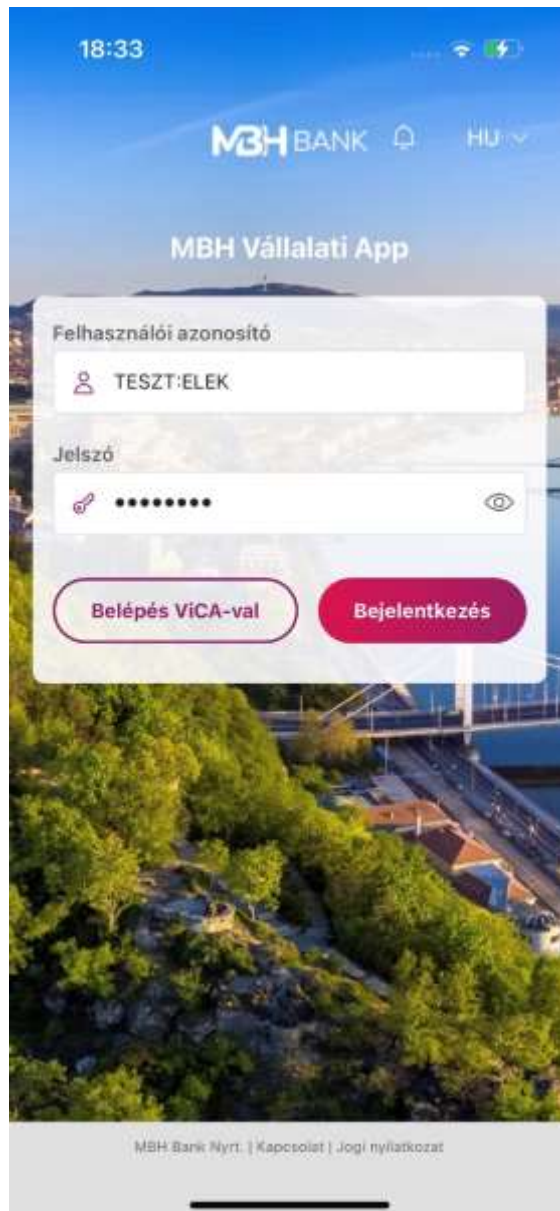 18:33
MBH BANK HU
MBH Vállalati App
Felhasználói azonosító
TESZT:ELEK
Jelszó
••••••••
Belépés ViCA-val Bejelentkezés
MBH Bank Nyrt. | Kapcsolat | Jogi nyilatkozat